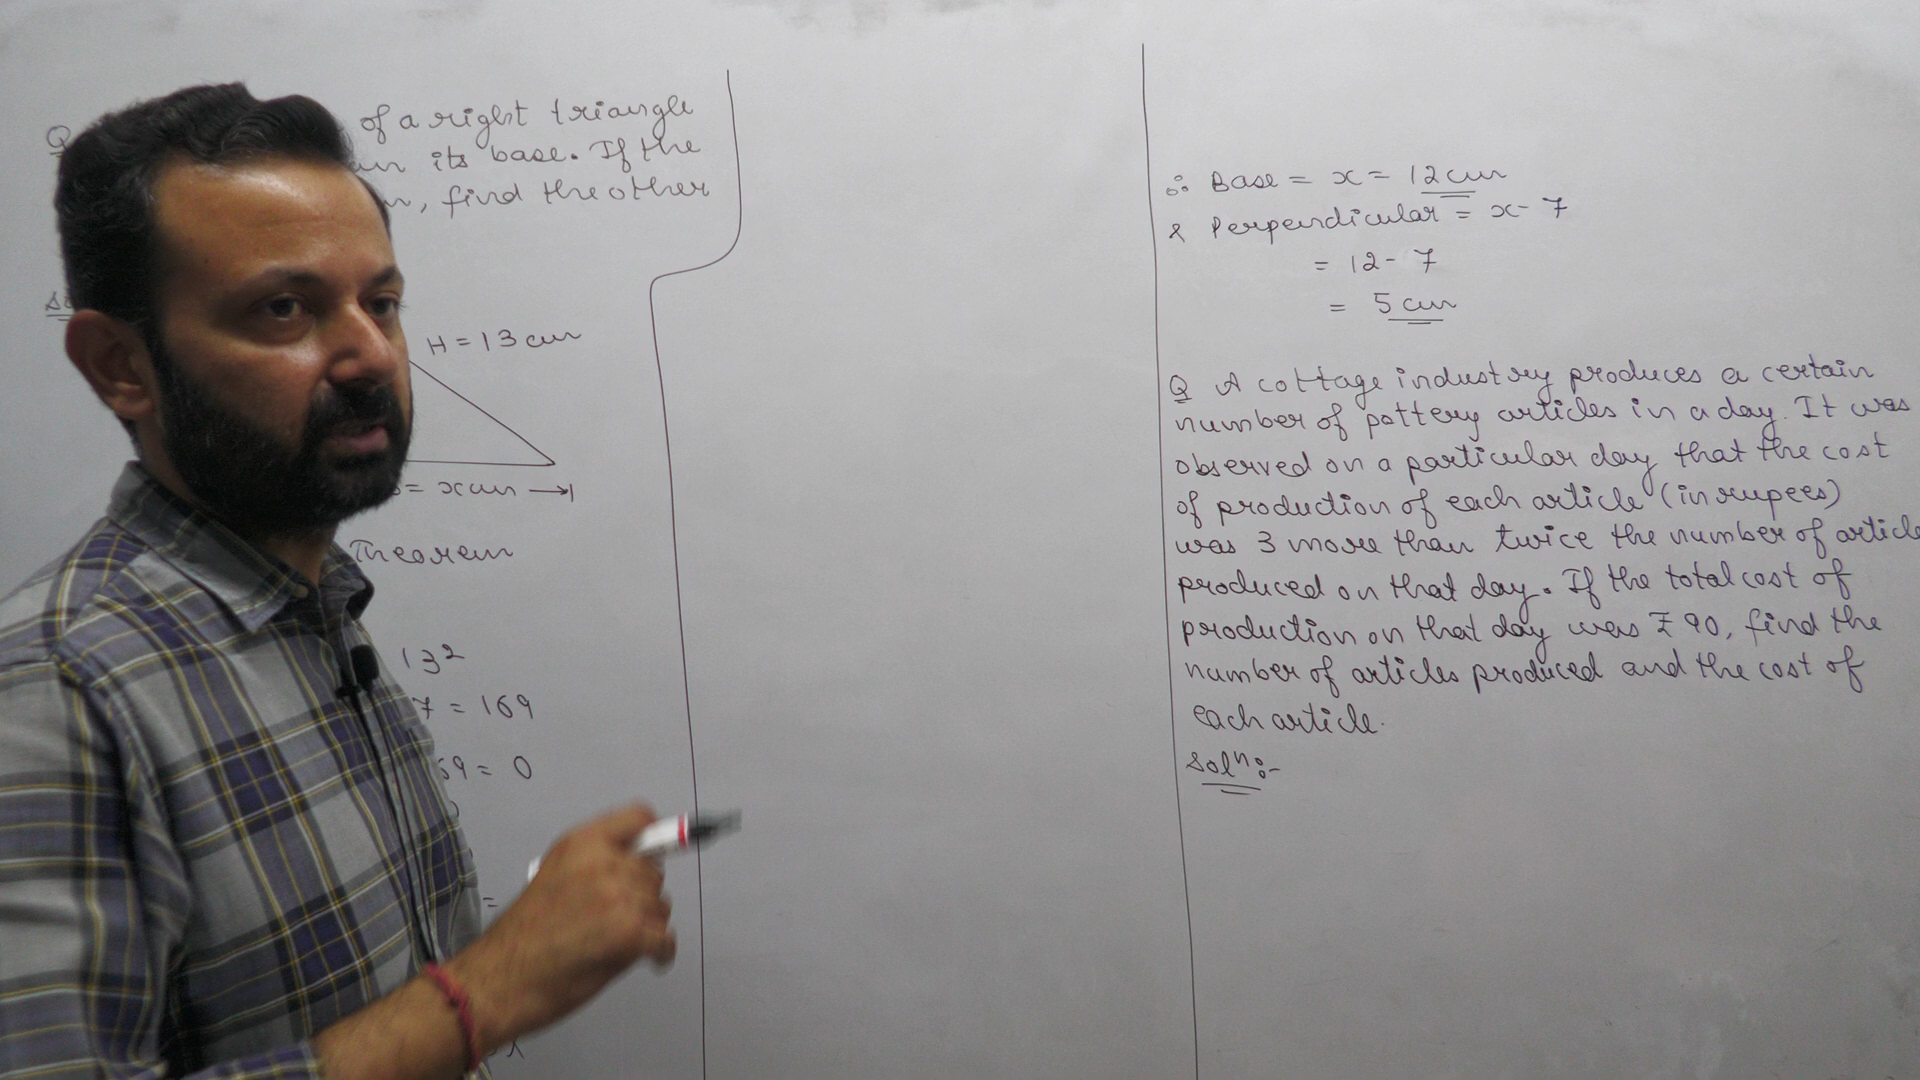 Q of a right triangle
its base. If the
, find the other
H = 13 cm
= x cm
Theorem
13²
7 = 169
69 = 0
=
∴ Base = x = 12 cm
& Perpendicular = x - 7
= 12 - 7
= 5 cm
Q A cottage industry produces a certain
number of pottery articles in a day. It was
observed on a particular day that the cost
of production of each article (in rupees)
was 3 more than twice the number of article
produced on that day. If the total cost of
production on that day was ₹ 90, find the
number of articles produced and the cost of
each article.
Solⁿ:-